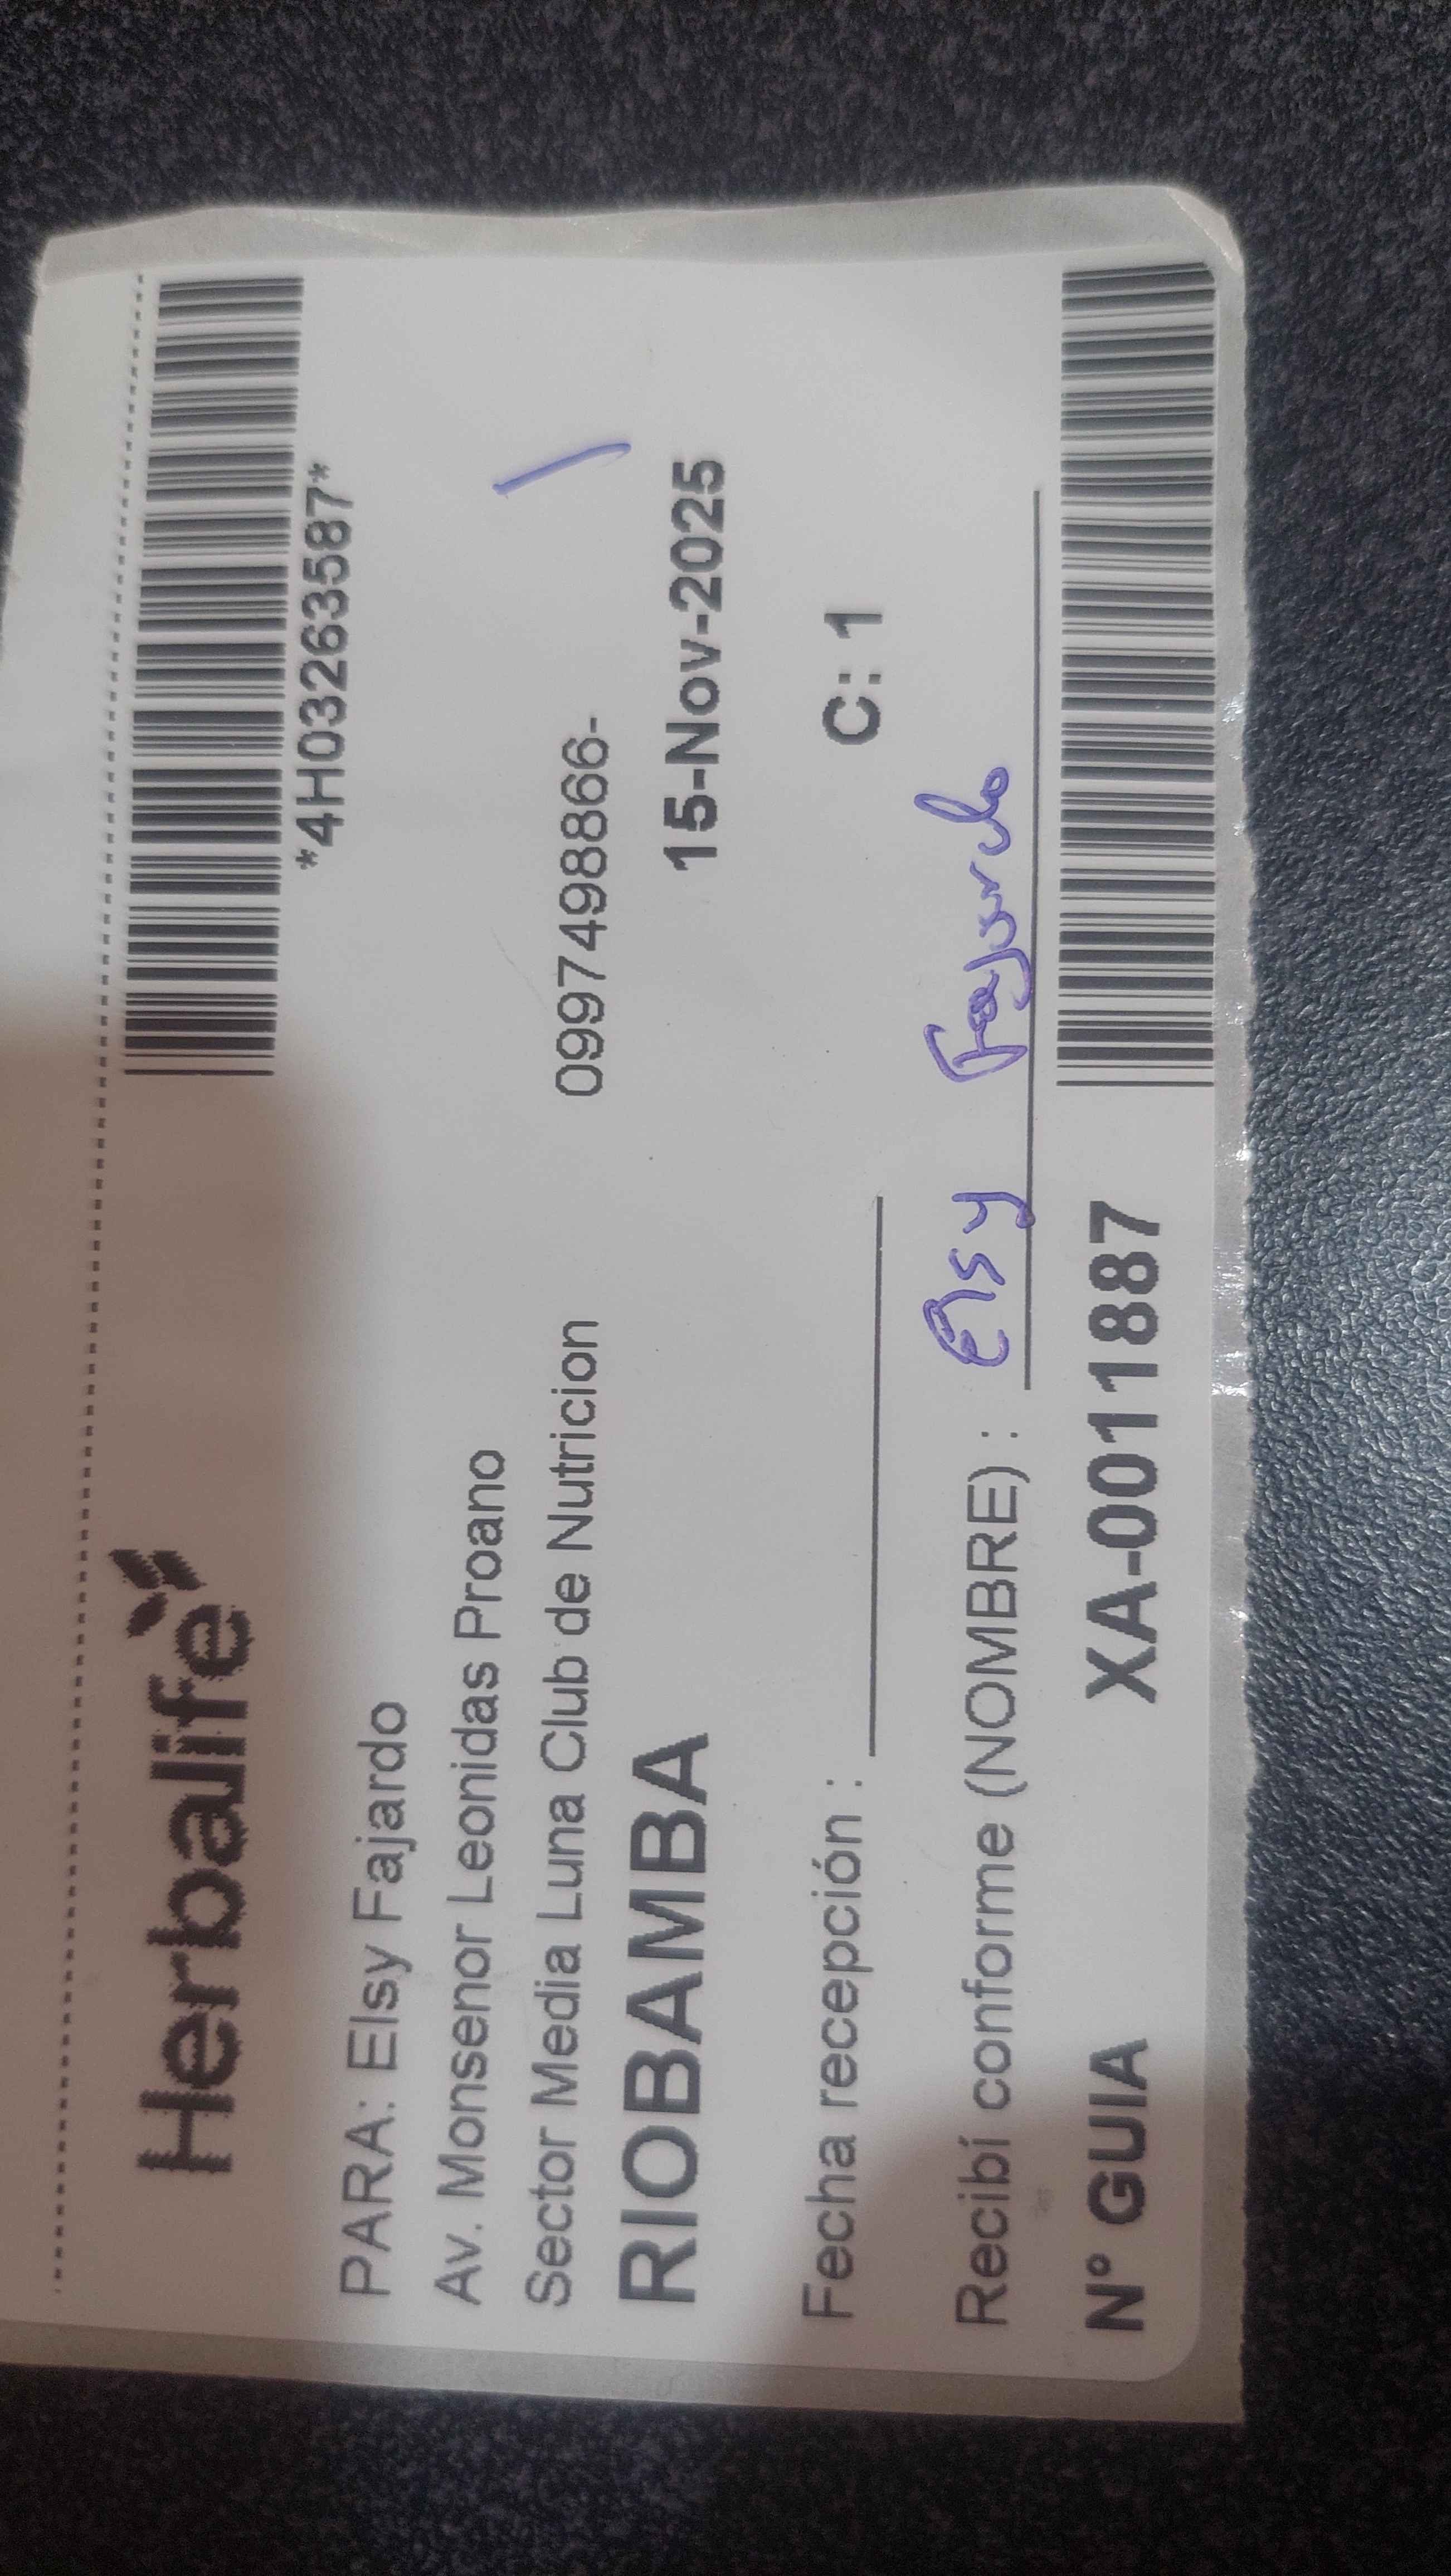 Herbalife
*4H03263587*
PARA: Elsy Fajardo
Av. Monsenor Leonidas Proano
Sector Media Luna Club de Nutricion 0997498866-
RIOBAMBA 15-Nov-2025
Fecha recepción : C: 1
Recibí conforme (NOMBRE) : Elsy Fajardo
N° GUIA XA-001187